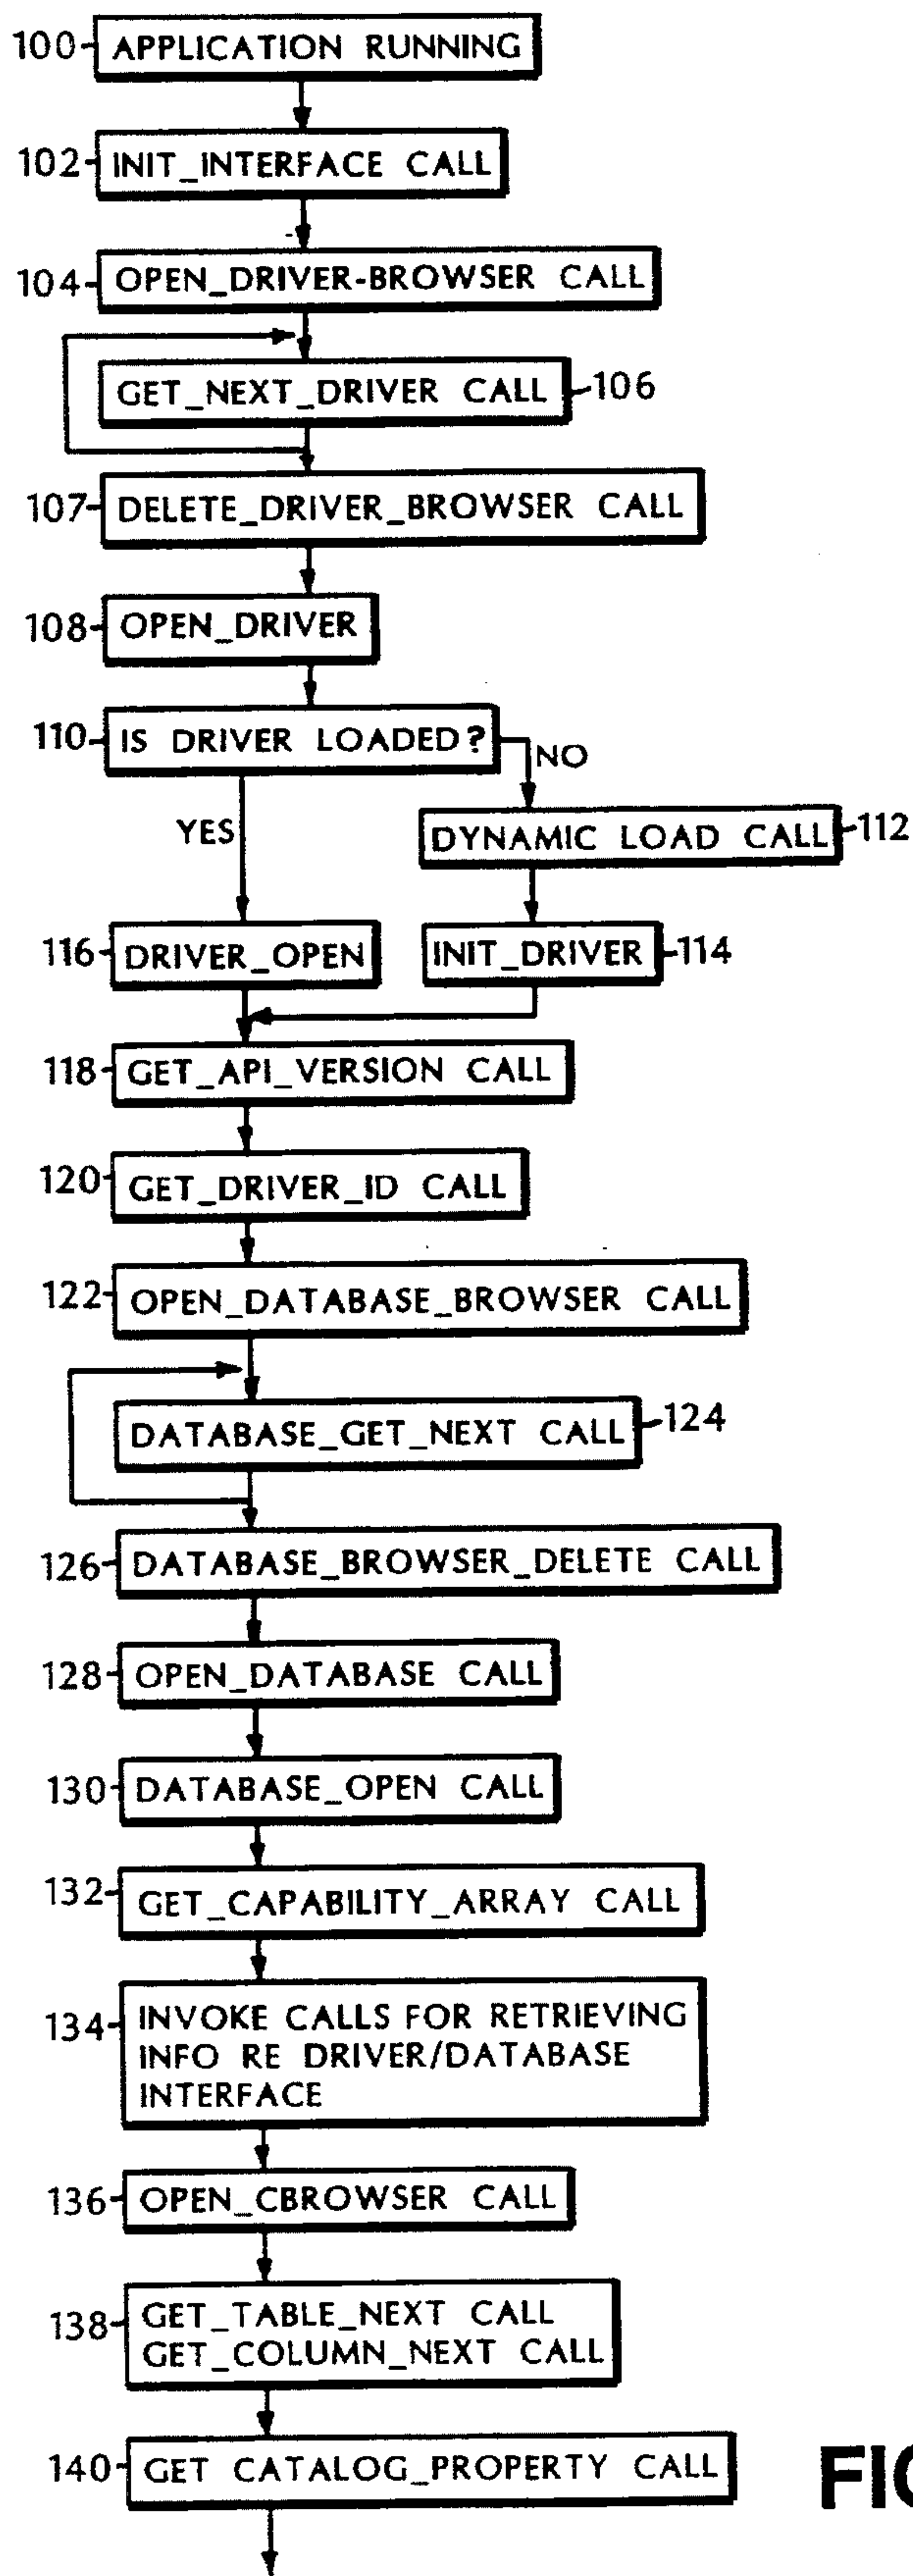 100 APPLICATION RUNNING
102 INIT_INTERFACE CALL
104 OPEN_DRIVER-BROWSER CALL
GET_NEXT_DRIVER CALL 106
107 DELETE_DRIVER_BROWSER CALL
108 OPEN_DRIVER
110 IS DRIVER LOADED?
NO
YES
DYNAMIC LOAD CALL 112
116 DRIVER_OPEN
INIT_DRIVER 114
118 GET_API_VERSION CALL
120 GET_DRIVER_ID CALL
122 OPEN_DATABASE_BROWSER CALL
DATABASE_GET_NEXT CALL 124
126 DATABASE_BROWSER_DELETE CALL
128 OPEN_DATABASE CALL
130 DATABASE_OPEN CALL
132 GET_CAPABILITY_ARRAY CALL
134 INVOKE CALLS FOR RETRIEVING
INFO RE DRIVER/DATABASE
INTERFACE
136 OPEN_CBROWSER CALL
138 GET_TABLE_NEXT CALL
GET_COLUMN_NEXT CALL
140 GET CATALOG_PROPERTY CALL